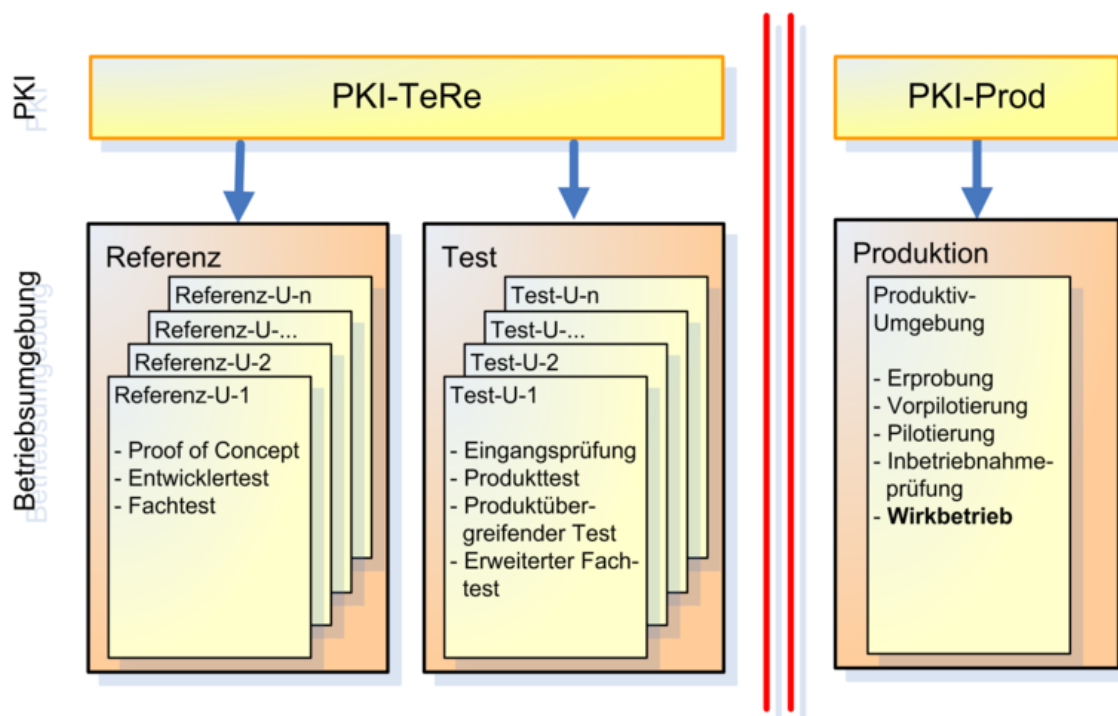 PKI
PKI-TeRe
PKI-Prod
Betriebsumgebung
Referenz
Referenz-U-n
Referenz-U-...
Referenz-U-2
Referenz-U-1
- Proof of Concept
- Entwicklertest
- Fachtest
Test
Test-U-n
Test-U-...
Test-U-2
Test-U-1
- Eingangsprüfung
- Produkttest
- Produktüber-
greifender Test
- Erweiterter Fach-
test
Produktion
Produktiv-
Umgebung
- Erprobung
- Vorpilotierung
- Pilotierung
- Inbetriebnahme-
prüfung
- Wirkbetrieb